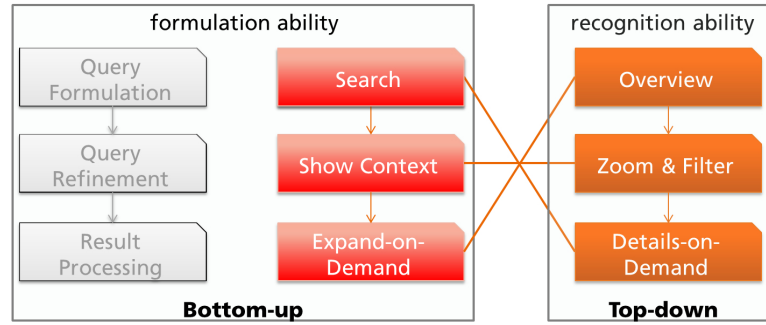 formulation ability
recognition ability
Query
Formulation
Search
Overview
Query
Refinement
Show Context
Zoom & Filter
Result
Processing
Expand-on-
Demand
Details-on-
Demand
Bottom-up
Top-down